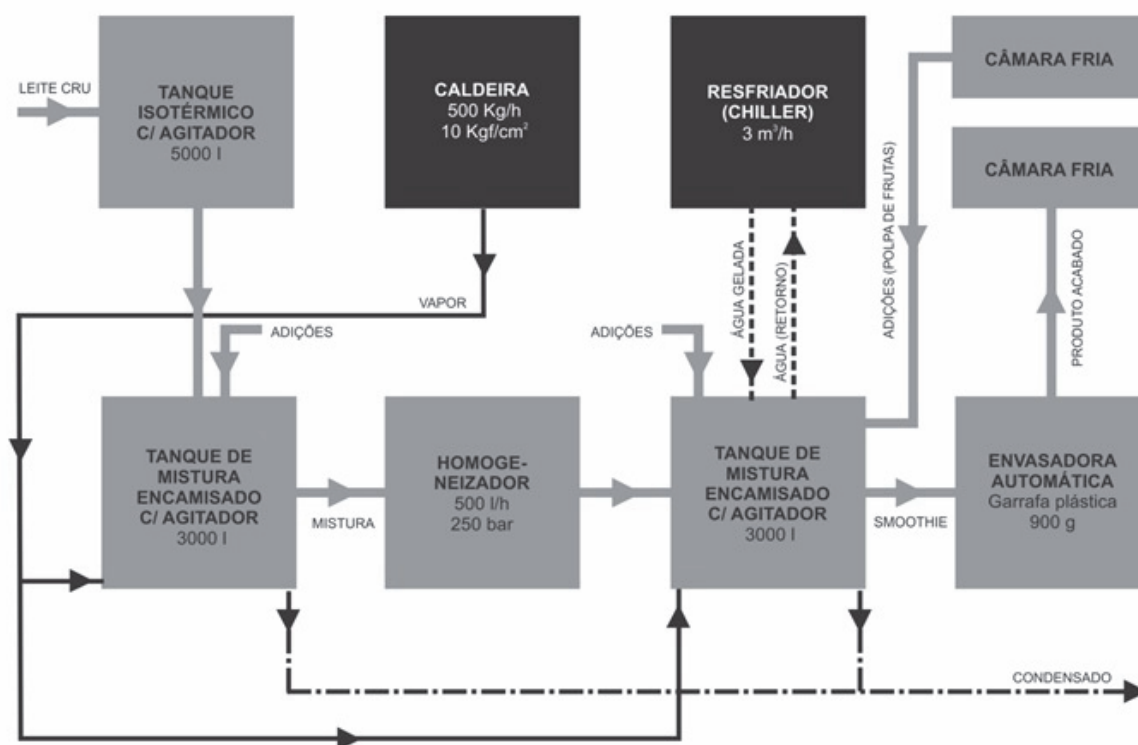 LEITE CRU
TANQUE
ISOTÉRMICO
C/ AGITADOR
5000 l
CALDEIRA
500 Kg/h
10 Kgf/cm²
RESFRIADOR
(CHILLER)
3 m³/h
CÂMARA FRIA
CÂMARA FRIA
VAPOR
ADIÇÕES
ADIÇÕES
ÁGUA GELADA
ÁGUA (RETORNO)
ADIÇÕES (POLPA DE FRUTAS)
PRODUTO ACABADO
TANQUE DE
MISTURA
ENCAMISADO
C/ AGITADOR
3000 l
MISTURA
HOMOGE-
NEIZADOR
500 l/h
250 bar
TANQUE DE
MISTURA
ENCAMISADO
C/ AGITADOR
3000 l
SMOOTHIE
ENVASADORA
AUTOMÁTICA
Garrafa plástica
900 g
CONDENSADO